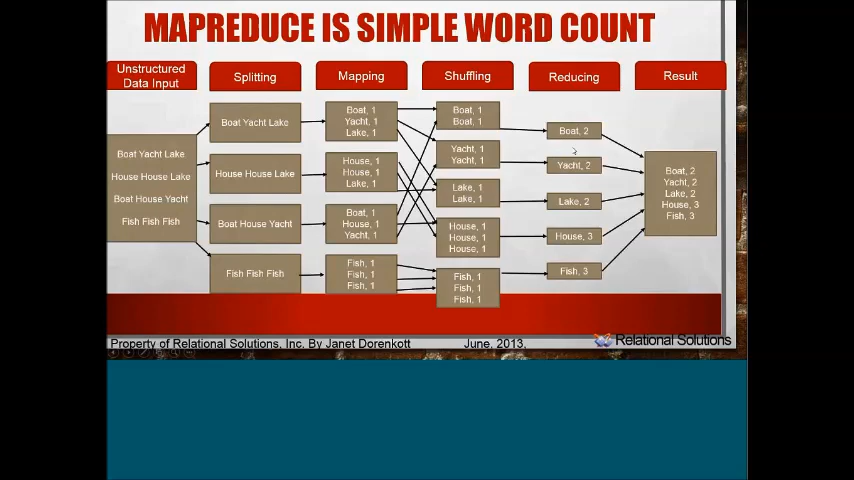 MAPREDUCE IS SIMPLE WORD COUNT
Unstructured
Data Input
Splitting
Mapping
Shuffling
Reducing
Result
Boat Yacht Lake
House House Lake
Boat House Yacht
Fish Fish Fish
Boat Yacht Lake
House House Lake
Boat House Yacht
Fish Fish Fish
Boat, 1
Yacht, 1
Lake, 1
House, 1
House, 1
Lake, 1
Boat, 1
House, 1
Yacht, 1
Fish, 1
Fish, 1
Fish, 1
Boat, 1
Boat, 1
Yacht, 1
Yacht, 1
Lake, 1
Lake, 1
House, 1
House, 1
House, 1
Fish, 1
Fish, 1
Fish, 1
Boat, 2
Yacht, 2
Lake, 2
House, 3
Fish, 3
Boat, 2
Yacht, 2
Lake, 2
House, 3
Fish, 3
Property of Relational Solutions, Inc. By Janet Dorenkott
June, 2013,
Relational Solutions